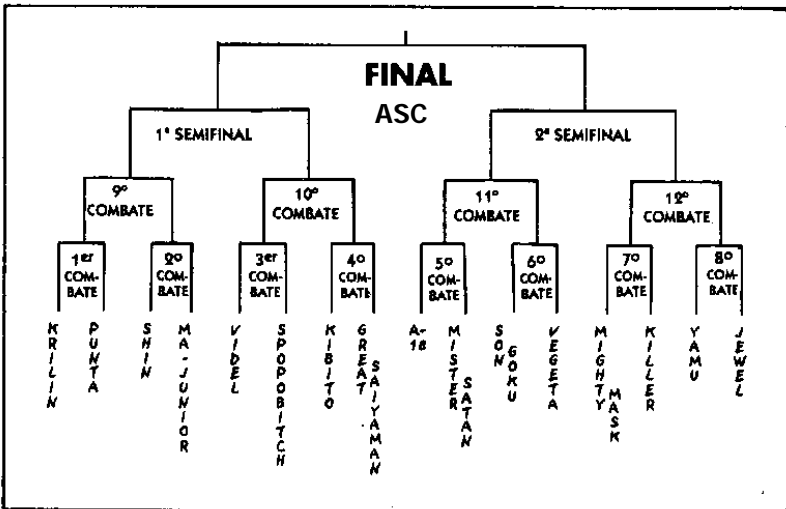 FINAL
ASC
1ª SEMIFINAL
2ª SEMIFINAL
9º
COMBATE
10º
COMBATE
11º
COMBATE
12º
COMBATE
1er
COM-
BATE
2º
COM-
BATE
3er
COM-
BATE
4º
COM-
BATE
5º
COM-
BATE
6º
COM-
BATE
7º
COM-
BATE
8º
COM-
BATE
KRILIN
PUNTA
SHIN
MA-JUNIOR
VIDEL
SPOPOBITCH
KIBITO
GREAT
SAIYAMAN
A-18
MISTER
SATAN
SON
GOKU
VEGETA
MIGHTY
MASK
KILLER
YAMU
JEWEL